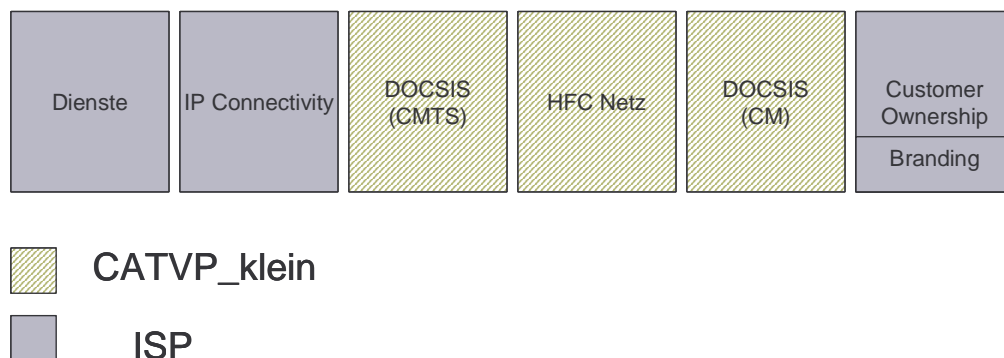 Dienste
IP Connectivity
DOCSIS
(CMTS)
HFC Netz
DOCSIS
(CM)
Customer
Ownership
Branding
CATVP_klein
ISP